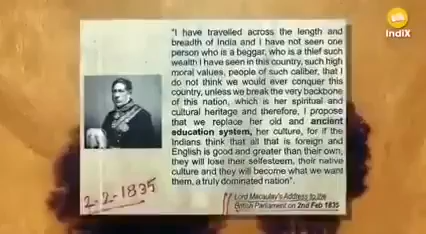 IndiX
"I have travelled across the length and
breadth of India and I have not seen one
person who is a beggar, who is a thief such
wealth I have seen in this country, such high
moral values, people of such caliber, that I
do not think we would ever conquer this
country, unless we break the very backbone
of this nation, which is her spiritual and
cultural heritage and therefore, I propose
that we replace her old and ancient
education system, her culture, for if the
Indians think that all that is foreign and
English is good and greater than their own,
they will lose their selfesteem, their native
culture and they will become what we want
them, a truly dominated nation".
2-2-1835
Lord Macaulay's Address to the
British Parliament on 2nd Feb 1835